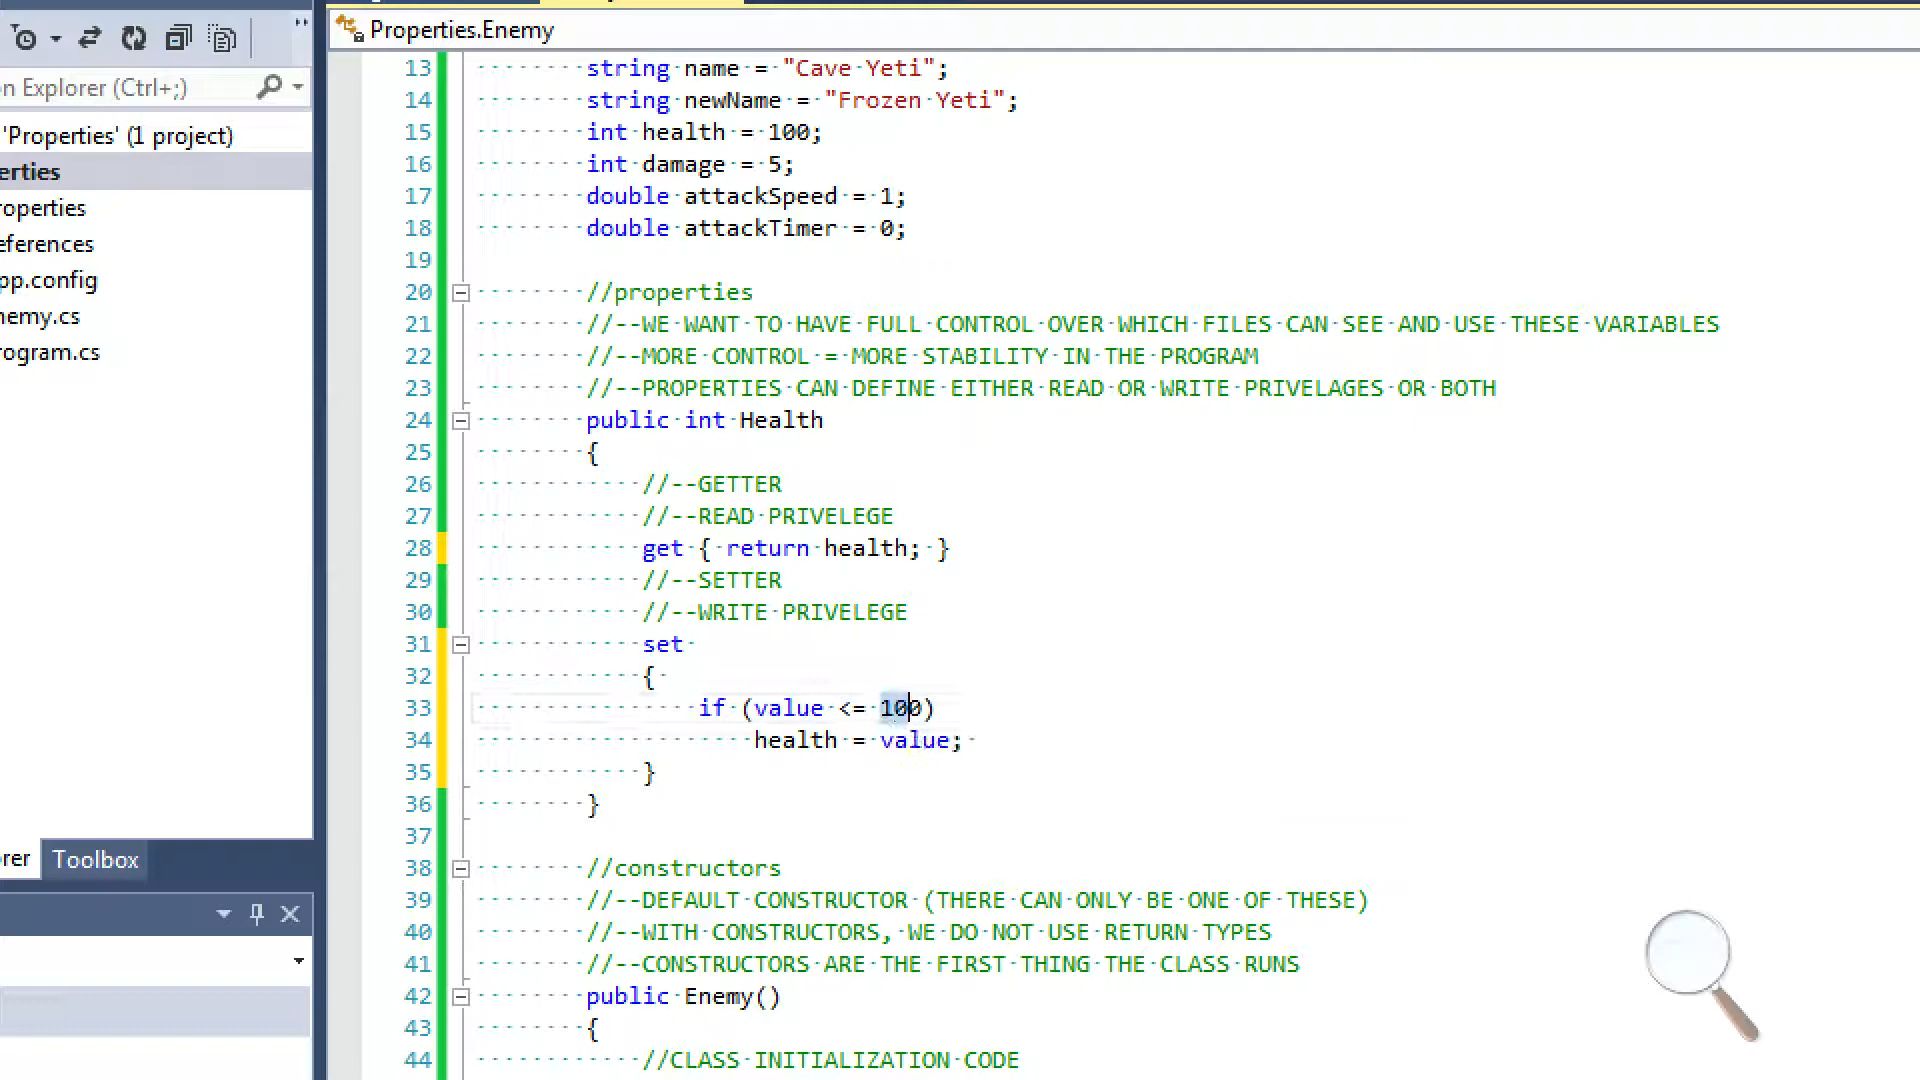 Properties.Enemy
n Explorer (Ctrl+;)
'Properties' (1 project)
erties
roperties
eferences
pp.config
nemy.cs
rogram.cs
rer
Toolbox
13 string name = "Cave Yeti";
14 string newName = "Frozen Yeti";
15 int health = 100;
16 int damage = 5;
17 double attackSpeed = 1;
18 double attackTimer = 0;
19
20 //properties
21 //--WE WANT TO HAVE FULL CONTROL OVER WHICH FILES CAN SEE AND USE THESE VARIABLES
22 //--MORE CONTROL = MORE STABILITY IN THE PROGRAM
23 //--PROPERTIES CAN DEFINE EITHER READ OR WRITE PRIVELAGES OR BOTH
24 public int Health
25 {
26 //--GETTER
27 //--READ PRIVELEGE
28 get { return health; }
29 //--SETTER
30 //--WRITE PRIVELEGE
31 set
32 {
33 if (value <= 100)
34 health = value;
35 }
36 }
37
38 //constructors
39 //--DEFAULT CONSTRUCTOR (THERE CAN ONLY BE ONE OF THESE)
40 //--WITH CONSTRUCTORS, WE DO NOT USE RETURN TYPES
41 //--CONSTRUCTORS ARE THE FIRST THING THE CLASS RUNS
42 public Enemy()
43 {
44 //CLASS INITIALIZATION CODE